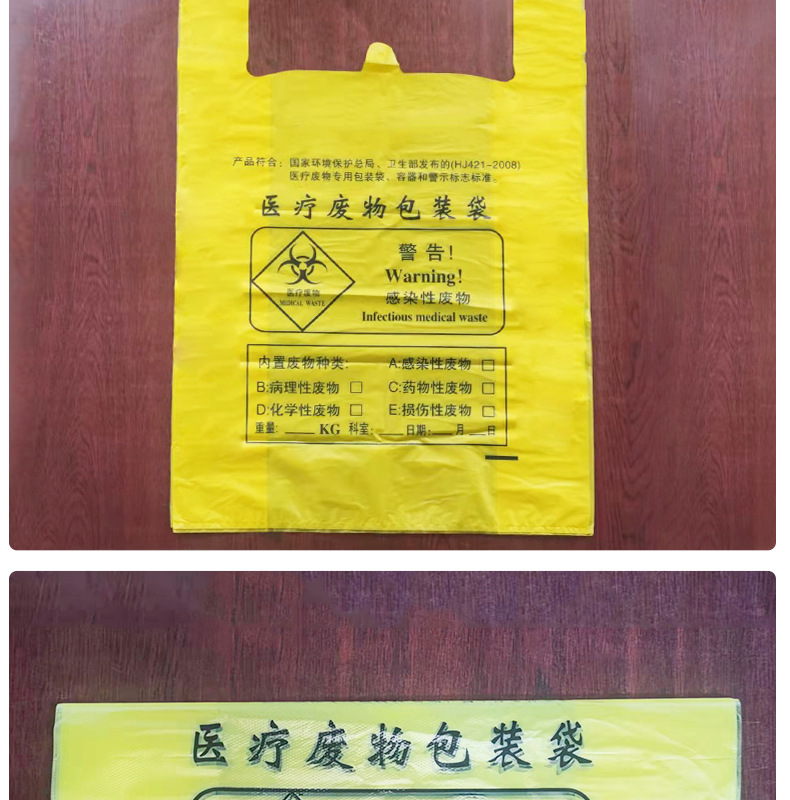 产品符合：国家环境保护总局、卫生部发布的(HJ421-2008)
医疗废物专用包装袋、容器和警示标志标准。
医疗废物包装袋
警告!
Warning!
感染性废物
Infectious medical waste
医疗废物
MEDICAL WASTE
内置废物种类: A:感染性废物 □
B:病理性废物 □ C:药物性废物 □
D:化学性废物 □ E:损伤性废物 □
重量: ____ KG 科室: ___ 日期: ___ 月 ___ 日
医疗废物包装袋